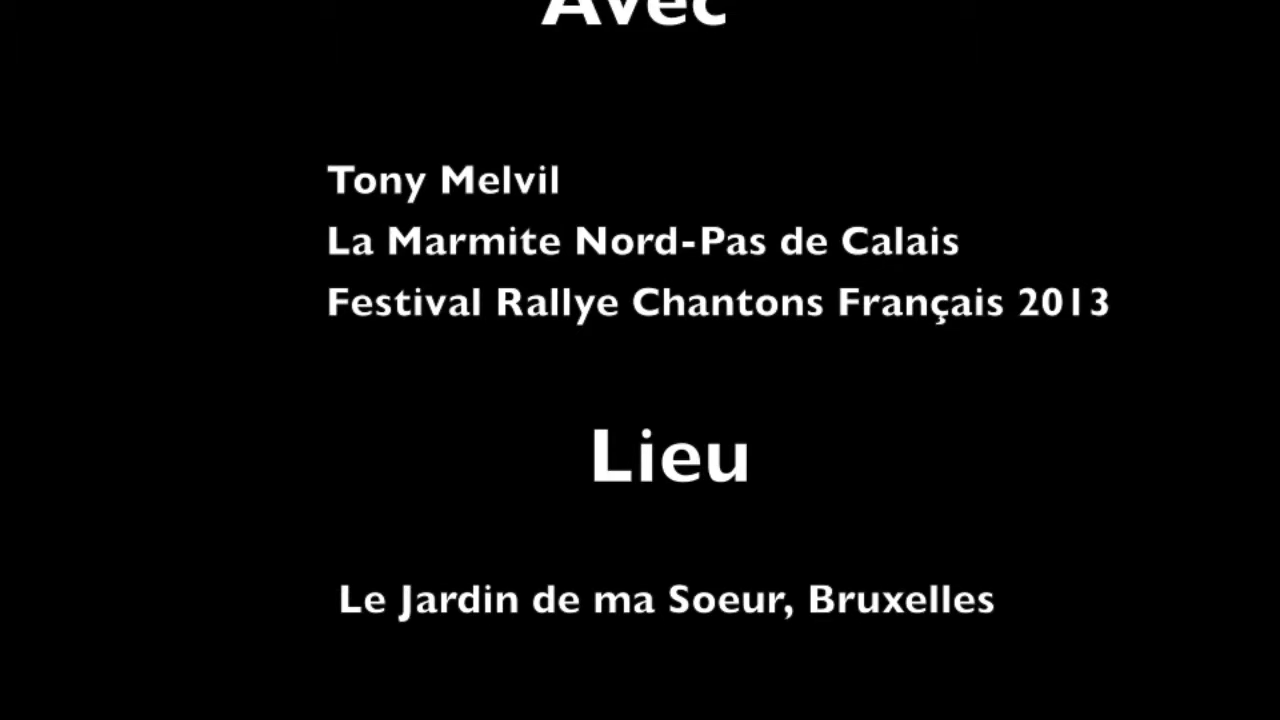 Avec
Tony Melvil
La Marmite Nord-Pas de Calais
Festival Rallye Chantons Français 2013
Lieu
Le Jardin de ma Soeur, Bruxelles